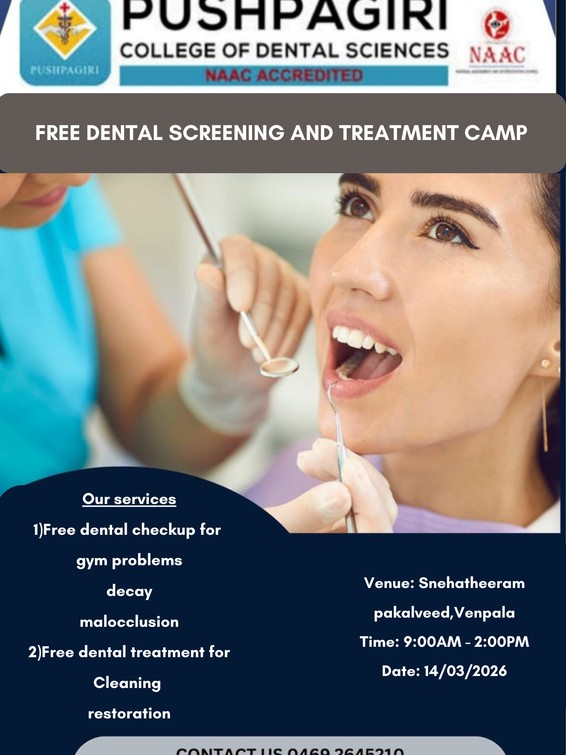 PUSHPAGIRI
COLLEGE OF DENTAL SCIENCES
NAAC ACCREDITED
PUSHPAGIRI
NAAC
FREE DENTAL SCREENING AND TREATMENT CAMP
Our services
1)Free dental checkup for
gym problems
decay
malocclusion
2)Free dental treatment for
Cleaning
restoration
Venue: Snehatheeram
pakalveed,Venpala
Time: 9:00AM - 2:00PM
Date: 14/03/2026
CONTACT US 0469 2645210